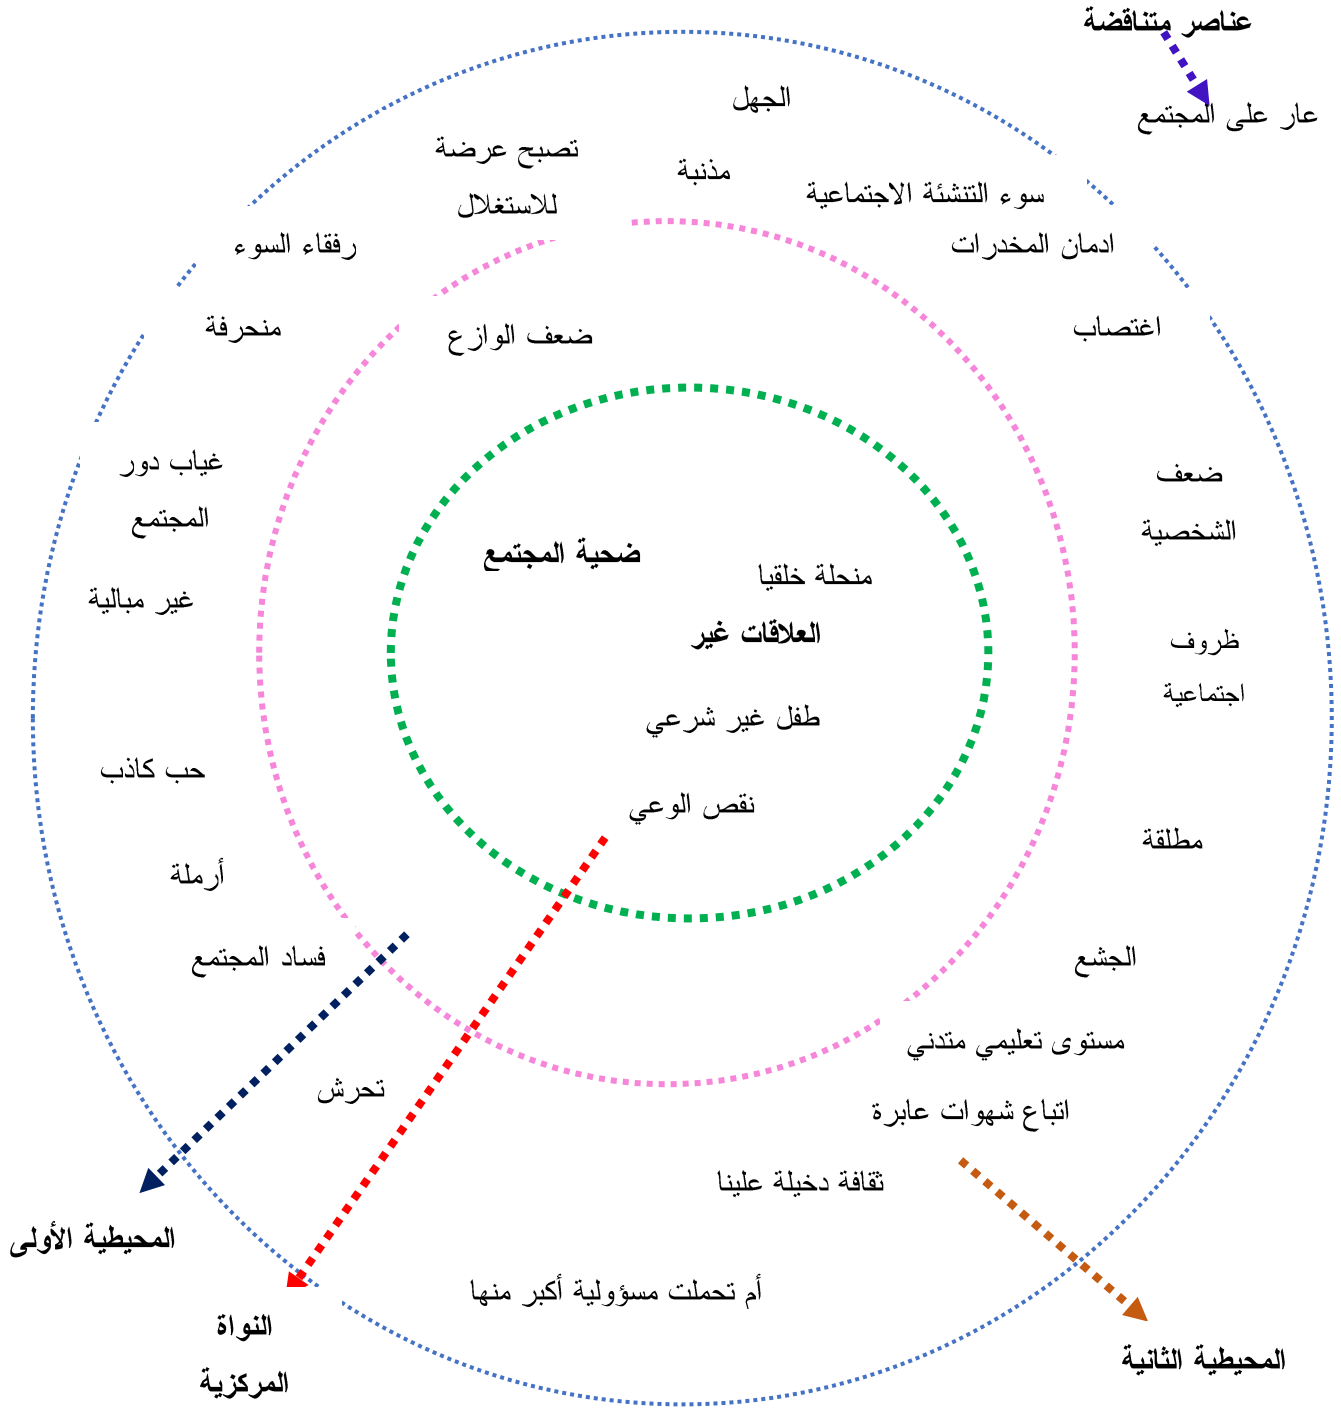 عناصر متناقضة
عار على المجتمع
الجهل
تصبح عرضة
للاستغلال
مذنبة
سوء التنشئة الاجتماعية
رفقاء السوء
ادمان المخدرات
منحرفة
ضعف الوازع
اغتصاب
غياب دور
المجتمع
ضعف
الشخصية
ضحية المجتمع
منحلة خلقيا
غير مبالية
العلاقات غير
ظروف
اجتماعية
طفل غير شرعي
حب كاذب
نقص الوعي
مطلقة
أرملة
فساد المجتمع
الجشع
مستوى تعليمي متدني
تحرش
اتباع شهوات عابرة
ثقافة دخيلة علينا
المحيطية الأولى
أم تحملت مسؤولية أكبر منها
النواة
المركزية
المحيطية الثانية